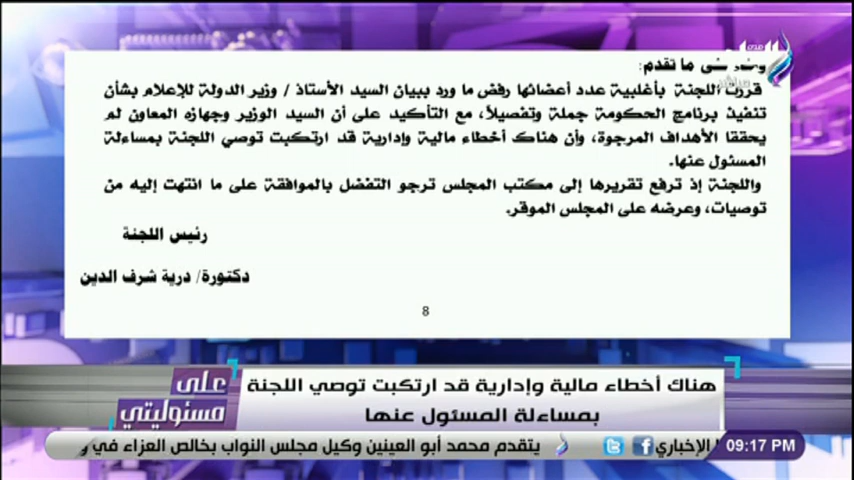 ما تقدم:
قررت اللجنة بأغلبية عدد أعضائها رفض ما ورد ببيان السيد الأستاذ / وزير الدولة للإعلام بشأن
تنفيذ برنامج الحكومة جملة وتفصيلاً، مع التأكيد على أن السيد الوزير وجهازه المعاون لم
يحققا الأهداف المرجوة، وأن هناك أخطاء مالية وإدارية قد ارتكبت توصي اللجنة بمساءلة
المسئول عنها.
واللجنة إذ ترفع تقريرها إلى مكتب المجلس ترجو التفضل بالموافقة على ما انتهت إليه من
توصيات، وعرضه على المجلس الموقر.
رئيس اللجنة
دكتورة/ درية شرف الدين
8
على
مسئوليتي
هناك أخطاء مالية وإدارية قد ارتكبت توصي اللجنة
بمساءلة المسئول عنها
09:17 PM
الإخباري
يتقدم محمد أبو العينين وكيل مجلس النواب بخالص العزاء في و